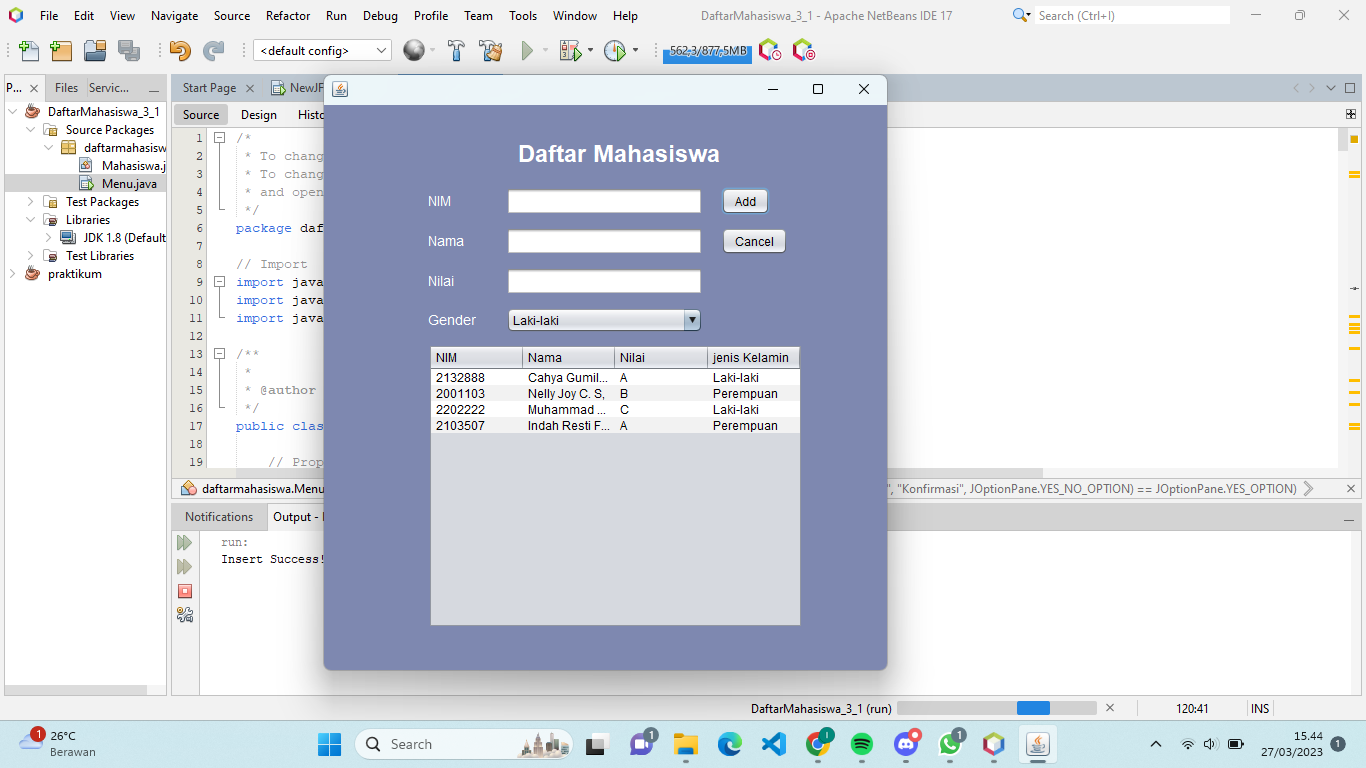 File Edit View Navigate Source Refactor Run Debug Profile Team Tools Window Help
DaftarMahasiswa_3_1 - Apache NetBeans IDE 17
Search (Ctrl+I)
<default config>
562,3/877,5MB
P... Files Servic...
Start Page
NewJF
DaftarMahasiswa_3_1
Source Packages
daftarmahasisw
Mahasiswa.j
Menu.java
Test Packages
Libraries
JDK 1.8 (Default
Test Libraries
praktikum
Source Design Histo
1 /*
2 * To chang
3 * To chang
4 * and open
5 */
6 package daf
7
8 // Import
9 import java
10 import java
11 import java
12
13 /**
14 *
15 * @author
16 */
17 public clas
18
19 // Prop
daftarmahasiswa.Menu
", "Konfirmasi", JOptionPane.YES_NO_OPTION) == JOptionPane.YES_OPTION)
Notifications Output -
run:
Insert Success!
Daftar Mahasiswa
NIM Add
Nama Cancel
Nilai
Gender Laki-laki
NIM Nama Nilai jenis Kelamin
2132888 Cahya Gumil... A Laki-laki
2001103 Nelly Joy C. S, B Perempuan
2202222 Muhammad ... C Laki-laki
2103507 Indah Resti F... A Perempuan
DaftarMahasiswa_3_1 (run)
120:41 INS
1
26°C
Berawan
Search
1
1
1
15.44
27/03/2023
1